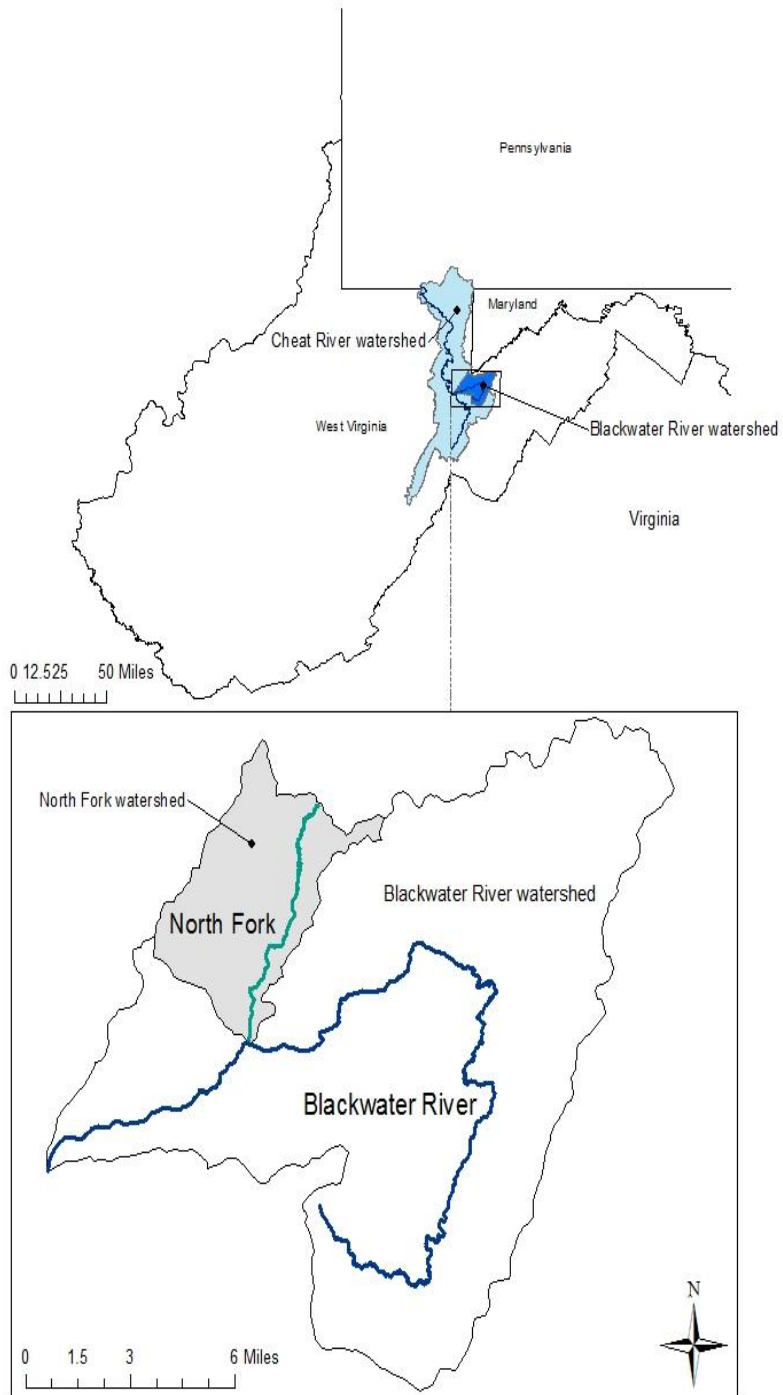 Pennsylvania
Maryland
Cheat River watershed
West Virginia
Blackwater River watershed
Virginia
0 12.525 50 Miles
North Fork watershed
Blackwater River watershed
North Fork
Blackwater River
N
0 1.5 3 6 Miles